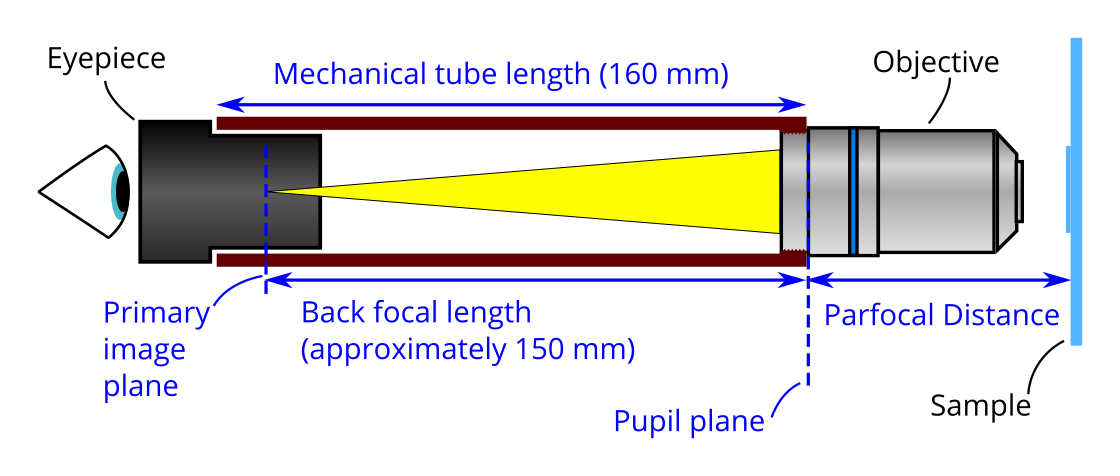 Eyepiece
Mechanical tube length (160 mm)
Objective
Primary
image
plane
Back focal length
(approximately 150 mm)
Parfocal Distance
Pupil plane
Sample